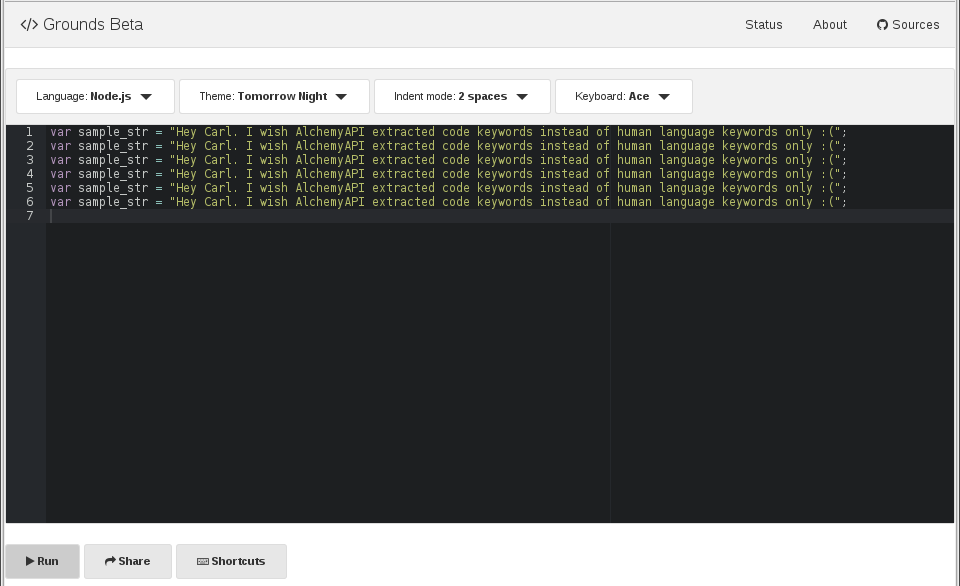 </> Grounds Beta
Status About Sources
Language: Node.js Theme: Tomorrow Night Indent mode: 2 spaces Keyboard: Ace
1 var sample_str = "Hey Carl. I wish AlchemyAPI extracted code keywords instead of human language keywords only :(";
2 var sample_str = "Hey Carl. I wish AlchemyAPI extracted code keywords instead of human language keywords only :(";
3 var sample_str = "Hey Carl. I wish AlchemyAPI extracted code keywords instead of human language keywords only :(";
4 var sample_str = "Hey Carl. I wish AlchemyAPI extracted code keywords instead of human language keywords only :(";
5 var sample_str = "Hey Carl. I wish AlchemyAPI extracted code keywords instead of human language keywords only :(";
6 var sample_str = "Hey Carl. I wish AlchemyAPI extracted code keywords instead of human language keywords only :(";
7
Run Share Shortcuts